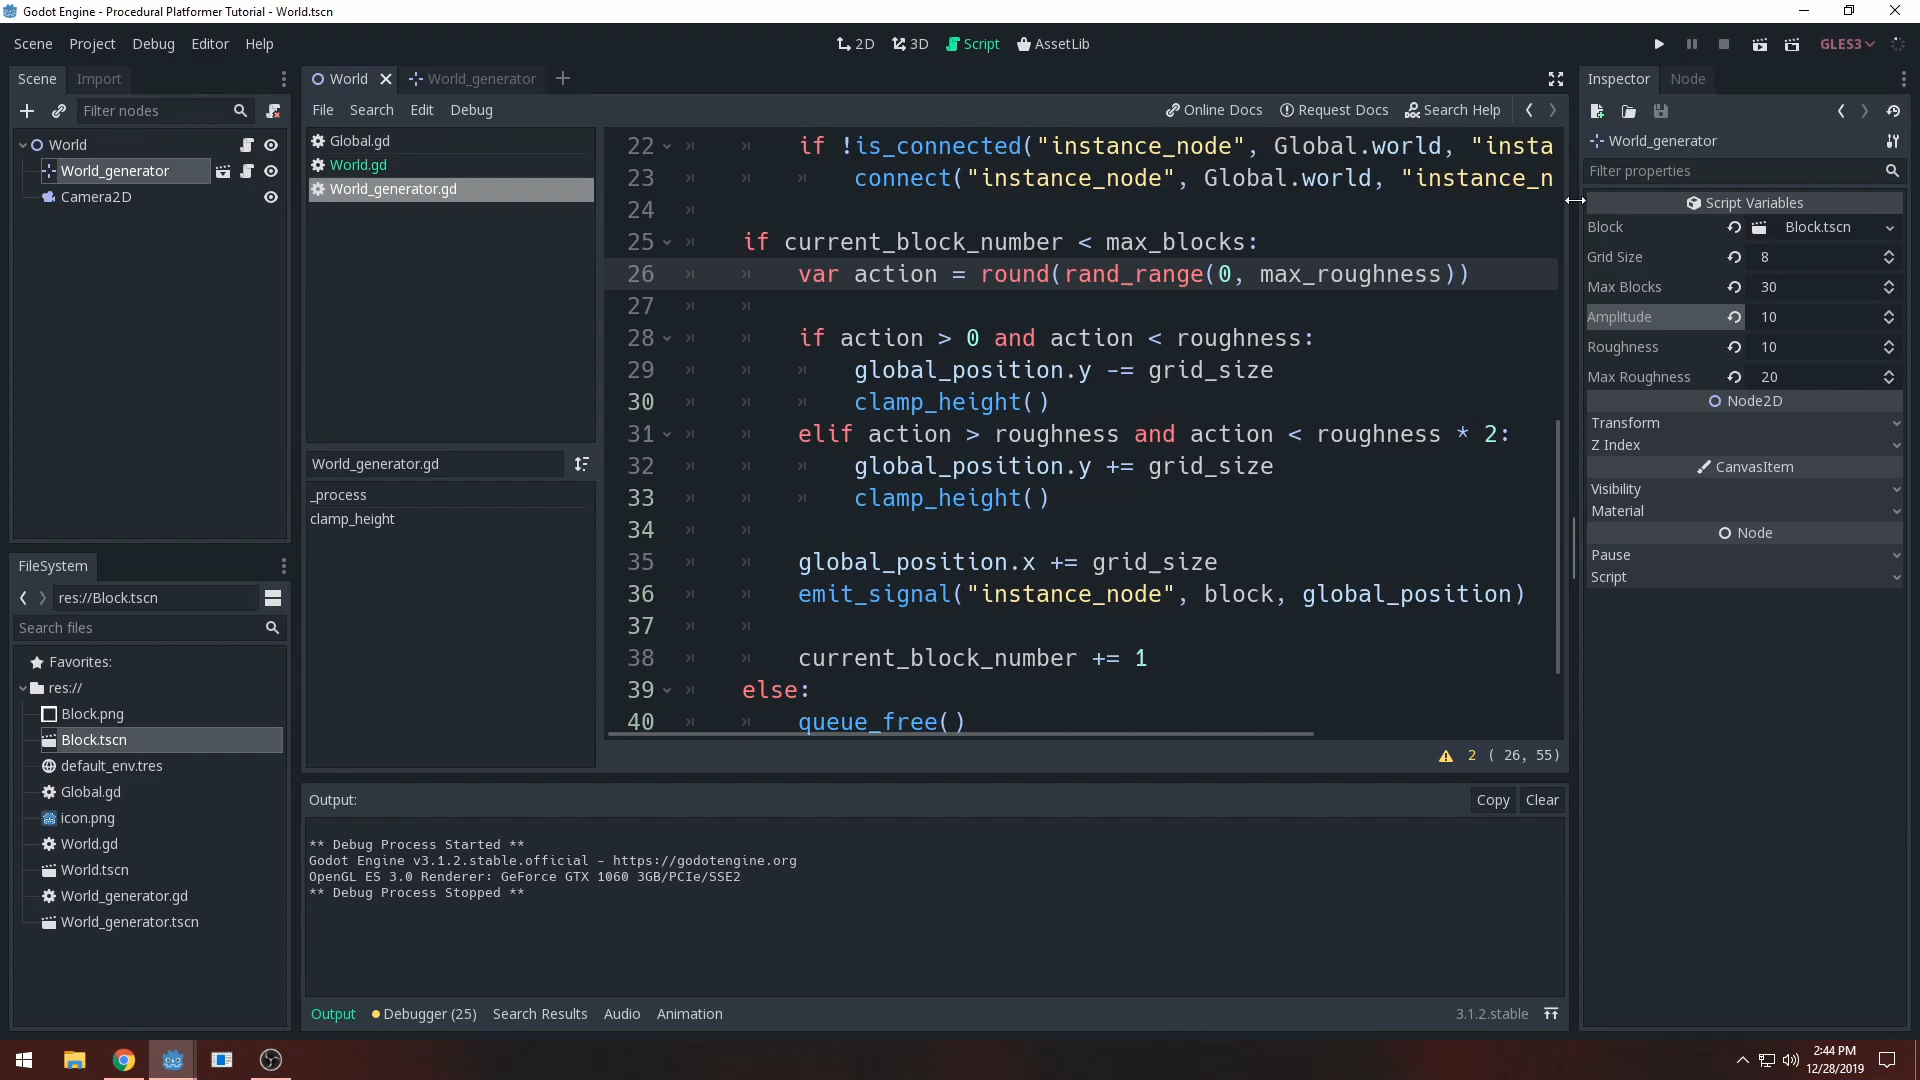 Godot Engine - Procedural Platformer Tutorial - World.tscn
Scene Project Debug Editor Help
2D 3D Script AssetLib
GLES3
Scene Import
Filter nodes
World
World_generator
Camera2D
FileSystem
res://Block.tscn
Search files
Favorites:
res://
Block.png
Block.tscn
default_env.tres
Global.gd
icon.png
World.gd
World.tscn
World_generator.gd
World_generator.tscn
World World_generator
File Search Edit Debug
Online Docs Request Docs Search Help
Global.gd
World.gd
World_generator.gd
World_generator.gd
_process
clamp_height
22 if !is_connected("instance_node", Global.world, "insta
23 connect("instance_node", Global.world, "instance_n
24
25 if current_block_number < max_blocks:
26 var action = round(rand_range(0, max_roughness))
27
28 if action > 0 and action < roughness:
29 global_position.y -= grid_size
30 clamp_height()
31 elif action > roughness and action < roughness * 2:
32 global_position.y += grid_size
33 clamp_height()
34
35 global_position.x += grid_size
36 emit_signal("instance_node", block, global_position)
37
38 current_block_number += 1
39 else:
40 queue_free()
2 ( 26, 55)
Output:
Copy Clear
** Debug Process Started **
Godot Engine v3.1.2.stable.official - https://godotengine.org
OpenGL ES 3.0 Renderer: GeForce GTX 1060 3GB/PCIe/SSE2
** Debug Process Stopped **
Output Debugger (25) Search Results Audio Animation
3.1.2.stable
Inspector Node
World_generator
Filter properties
Script Variables
Block Block.tscn
Grid Size 8
Max Blocks 30
Amplitude 10
Roughness 10
Max Roughness 20
Node2D
Transform
Z Index
CanvasItem
Visibility
Material
Node
Pause
Script
2:44 PM
12/28/2019